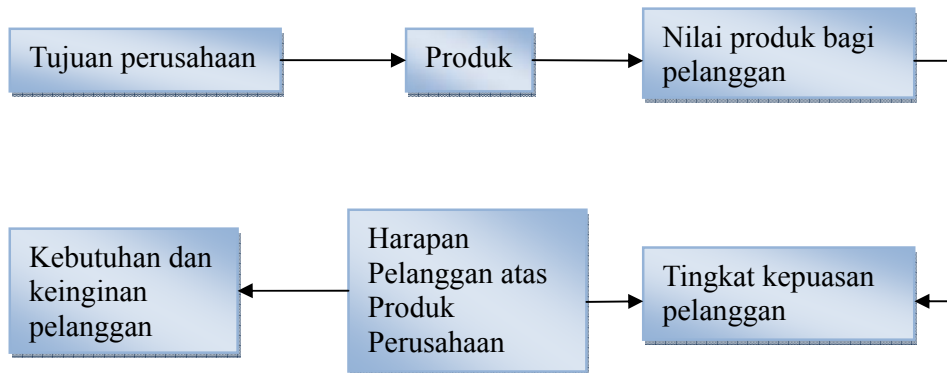 Tujuan perusahaan
Produk
Nilai produk bagi
pelanggan
Kebutuhan dan
keinginan
pelanggan
Harapan
Pelanggan atas
Produk
Perusahaan
Tingkat kepuasan
pelanggan